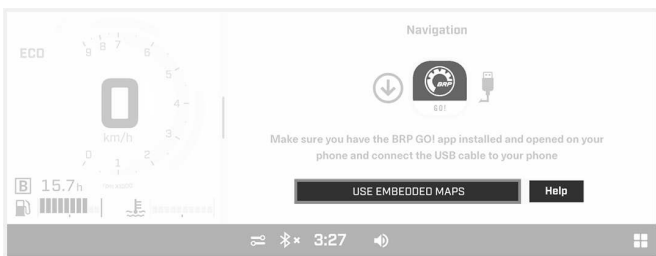 Navigation
ECO
9 8 7 6
5
4
3
2
1
0
0
km/h
BRP
GO!
Make sure you have the BRP GO! app installed and opened on your
phone and connect the USB cable to your phone
B 15.7h
USE EMBEDDED MAPS
Help
3:27